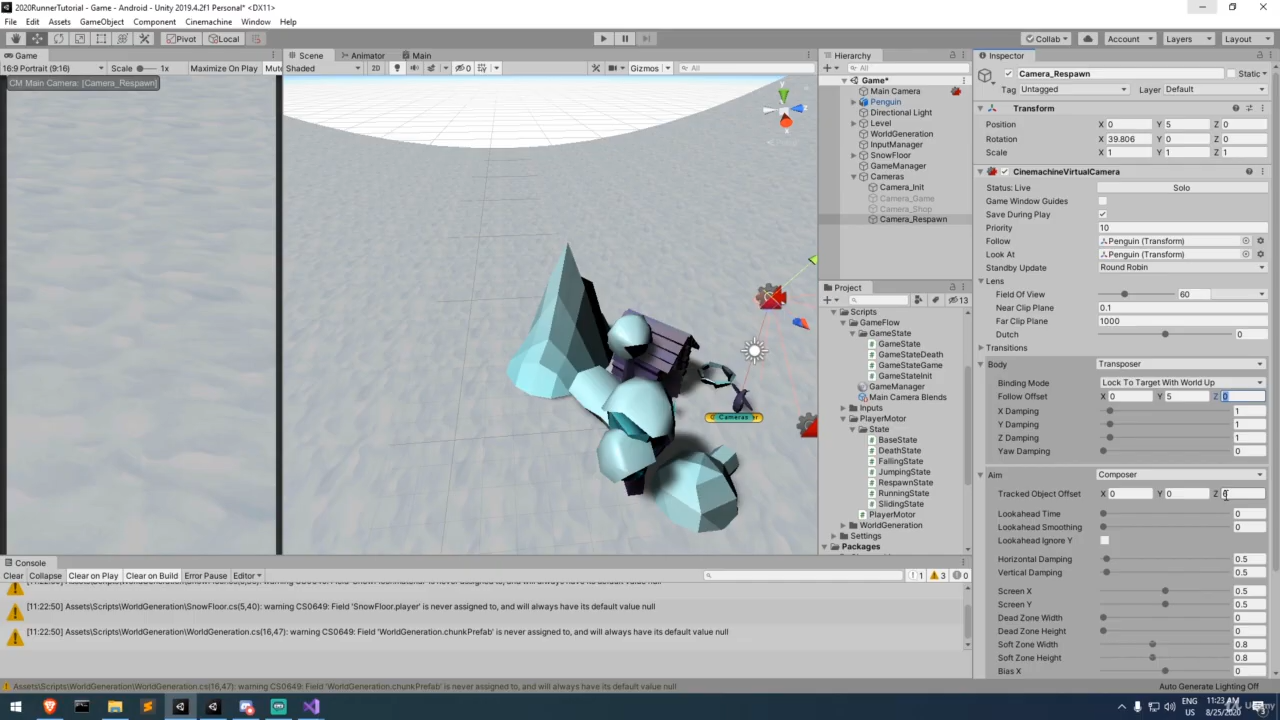 2020RunnerTutorial - Game - Android - Unity 2019.4.2f1 Personal* <DX11>
File Edit Assets GameObject Component Cinemachine Window Help
Pivot Local Collab Account Layers Layout
Game Scene Animator Main Hierarchy Inspector
16:9 Portrait (9:16) Scale 1x Maximize On Play Mute Shaded 2D 0 Gizmos All All
CM Main Camera: [Camera_Respawn]
Game*
Main Camera
Penguin
Directional Light
Level
WorldGeneration
InputManager
SnowFloor
GameManager
Cameras
Camera_Init
Camera_Game
Camera_Shop
Camera_Respawn
Project
13
Scripts
GameFlow
GameState
GameState
GameStateDeath
GameStateGame
GameStateInit
GameManager
Main Camera Blends
Inputs
PlayerMotor
State
BaseState
DeathState
FallingState
JumpingState
RespawnState
RunningState
SlidingState
PlayerMotor
WorldGeneration
Settings
Packages
Cameras
Camera_Respawn Static
Tag Untagged Layer Default
Transform
Position X 0 Y 5 Z 0
Rotation X 39.806 Y 0 Z 0
Scale X 1 Y 1 Z 1
CinemachineVirtualCamera
Status: Live Solo
Game Window Guides
Save During Play
Priority 10
Follow Penguin (Transform)
Look At Penguin (Transform)
Standby Update Round Robin
Lens
Field Of View 60
Near Clip Plane 0.1
Far Clip Plane 1000
Dutch 0
Transitions
Body Transposer
Binding Mode Lock To Target With World Up
Follow Offset X 0 Y 5 Z 0
X Damping 1
Y Damping 1
Z Damping 1
Yaw Damping 0
Aim Composer
Tracked Object Offset X 0 Y 0 Z
Lookahead Time 0
Lookahead Smoothing 0
Lookahead Ignore Y
Horizontal Damping 0.5
Vertical Damping 0.5
Screen X 0.5
Screen Y 0.5
Dead Zone Width 0
Dead Zone Height 0
Soft Zone Width 0.8
Soft Zone Height 0.8
Bias X 0
Console
Clear Collapse Clear on Play Clear on Build Error Pause Editor 1 3 0
[11:22:50] Assets\Scripts\WorldGeneration\SnowFloor.cs(5,40): warning CS0649: Field 'SnowFloor.player' is never assigned to, and will always have its default value null
[11:22:50] Assets\Scripts\WorldGeneration\WorldGeneration.cs(16,47): warning CS0649: Field 'WorldGeneration.chunkPrefab' is never assigned to, and will always have its default value null
Assets\Scripts\WorldGeneration\WorldGeneration.cs(16,47): warning CS0649: Field 'WorldGeneration.chunkPrefab' is never assigned to, and will always have its default value null
Auto Generate Lighting Off
ENG 11:23 AM
US 8/25/2020
Udemy